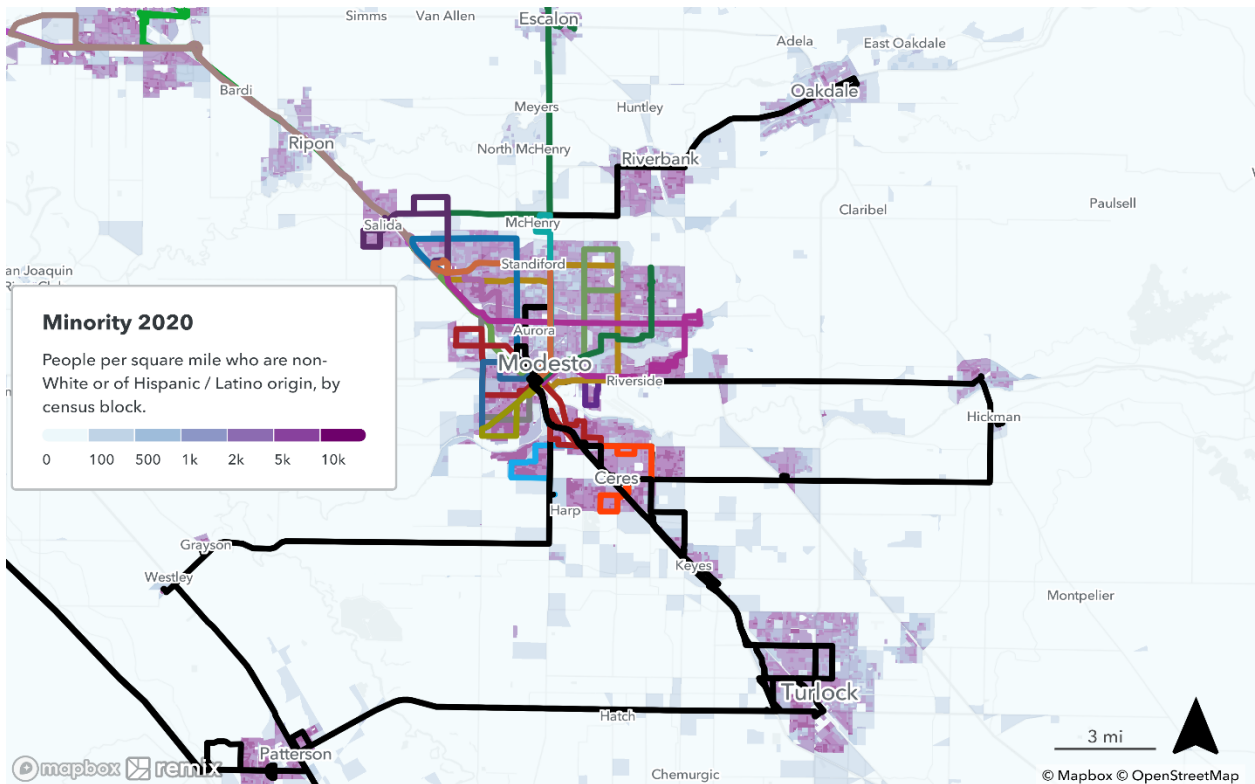 Simms
Van Allen
Escalon
Adela
East Oakdale
Bardi
Oakdale
Meyers
Huntley
Ripon
North McHenry
Riverbank
Paulsell
Claribel
Salida
McHenry
Standiford
an Joaquin
Minority 2020
People per square mile who are non-
White or of Hispanic / Latino origin, by
census block.
0 100 500 1k 2k 5k 10k
Aurora
Modesto
Riverside
Hickman
Ceres
Harp
Grayson
Keyes
Westley
Montpelier
Turlock
Hatch
3 mi
Patterson
mapbox remix
Chemurgic
© Mapbox © OpenStreetMap